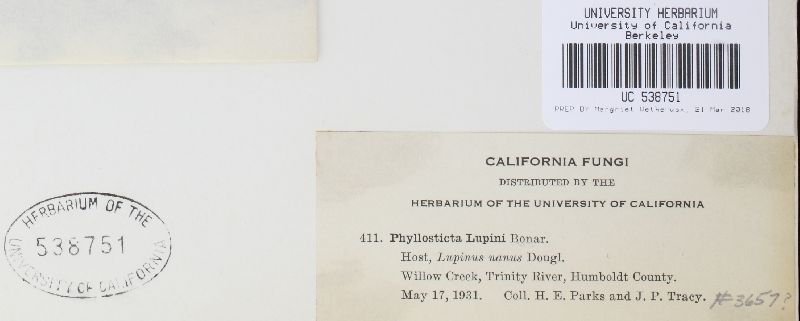 UNIVERSITY HERBARIUM
University of California
Berkeley
UC 538751
PREP BY Margriet Wetherwax, 21 Mar 2018
CALIFORNIA FUNGI
DISTRIBUTED BY THE
HERBARIUM OF THE UNIVERSITY OF CALIFORNIA
411. Phyllosticta Lupini Bonar.
Host, Lupinus nanus Dougl.
Willow Creek, Trinity River, Humboldt County.
May 17, 1931. Coll. H. E. Parks and J. P. Tracy. #3657?
HERBARIUM OF THE
538751
UNIVERSITY OF CALIFORNIA